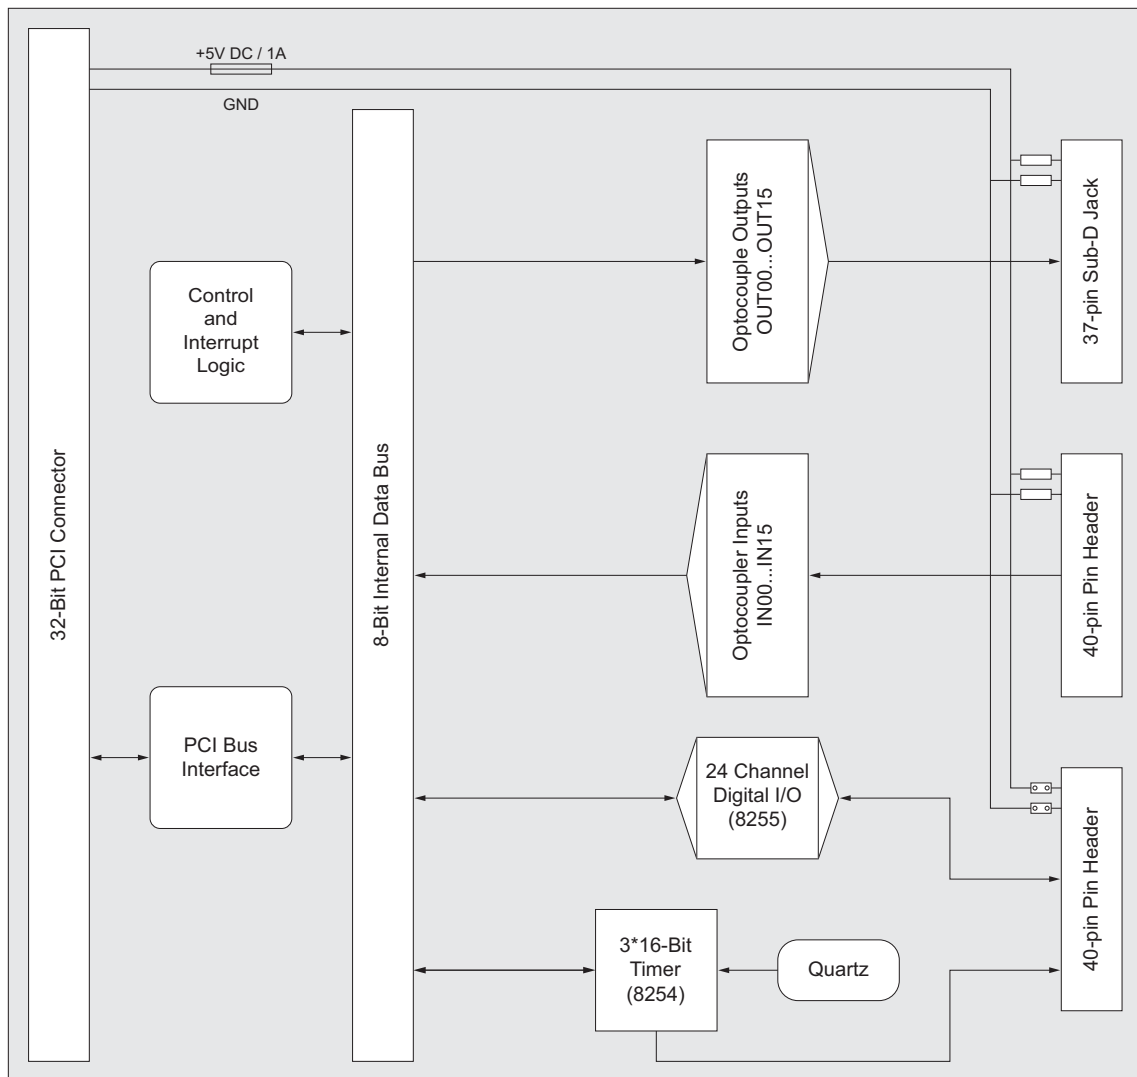 +5V DC / 1A
GND
32-Bit PCI Connector
8-Bit Internal Data Bus
Control
and
Interrupt
Logic
PCI Bus
Interface
Optocouple Outputs
OUT00...OUT15
37-pin Sub-D Jack
Optocoupler Inputs
IN00...IN15
40-pin Pin Header
24 Channel
Digital I/O
(8255)
40-pin Pin Header
3*16-Bit
Timer
(8254)
Quartz